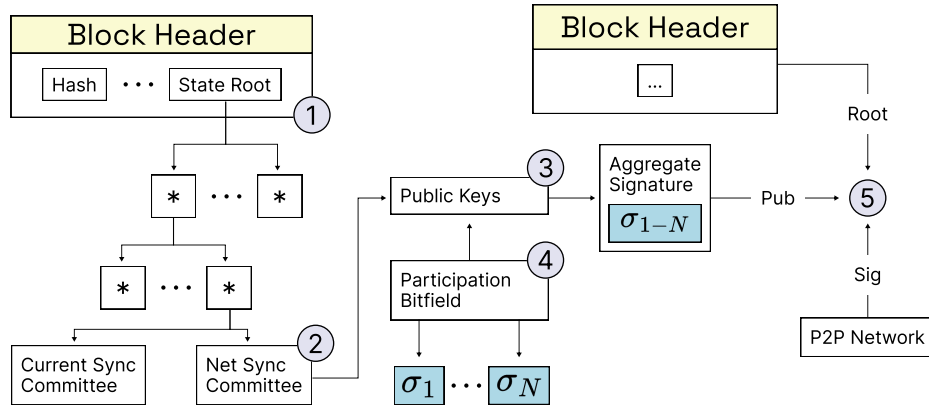 Block Header
Hash ... State Root
1
* ... *
* ... *
Current Sync
Committee
Net Sync
Committee
2
Public Keys
3
Participation
Bitfield
4
σ1 ... σN
Aggregate
Signature
σ1−N
Block Header
...
Root
Pub
5
Sig
P2P Network